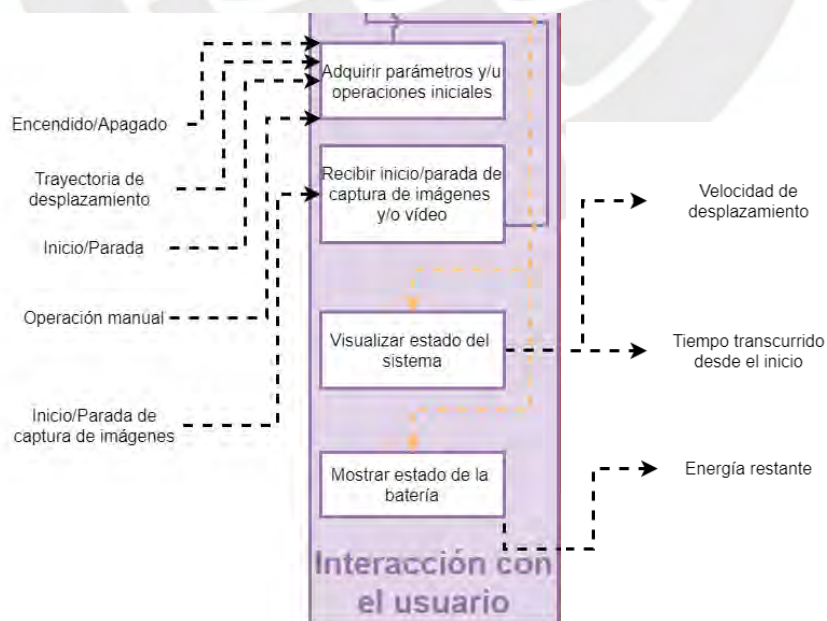 Adquirir parámetros y/u
operaciones iniciales
Encendido/Apagado
Trayectoria de
desplazamiento
Inicio/Parada
Operación manual
Inicio/Parada de
captura de imágenes
Recibir inicio/parada de
captura de imágenes
y/o vídeo
Visualizar estado del
sistema
Mostrar estado de la
batería
Velocidad de
desplazamiento
Tiempo transcurrido
desde el inicio
Energía restante
Interacción con
el usuario